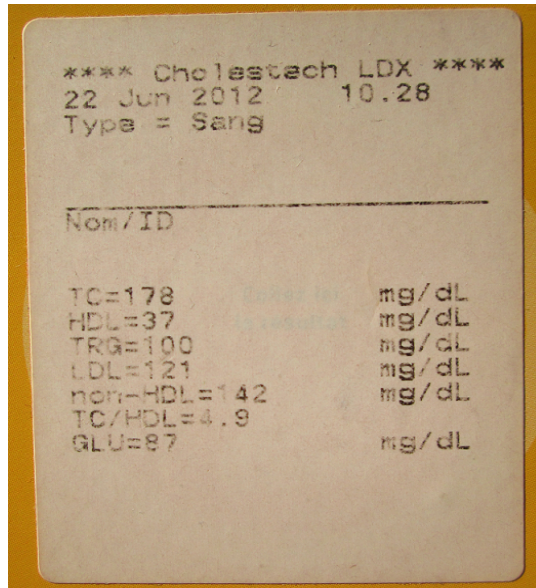 **** Cholestech LDX ****
22 Jun 2012 10.28
Type = Sang
Nom/ID
TC=178 mg/dL
HDL=37 mg/dL
TRG=100 mg/dL
LDL=121 mg/dL
non-HDL=142 mg/dL
TC/HDL=4.9
GLU=87 mg/dL